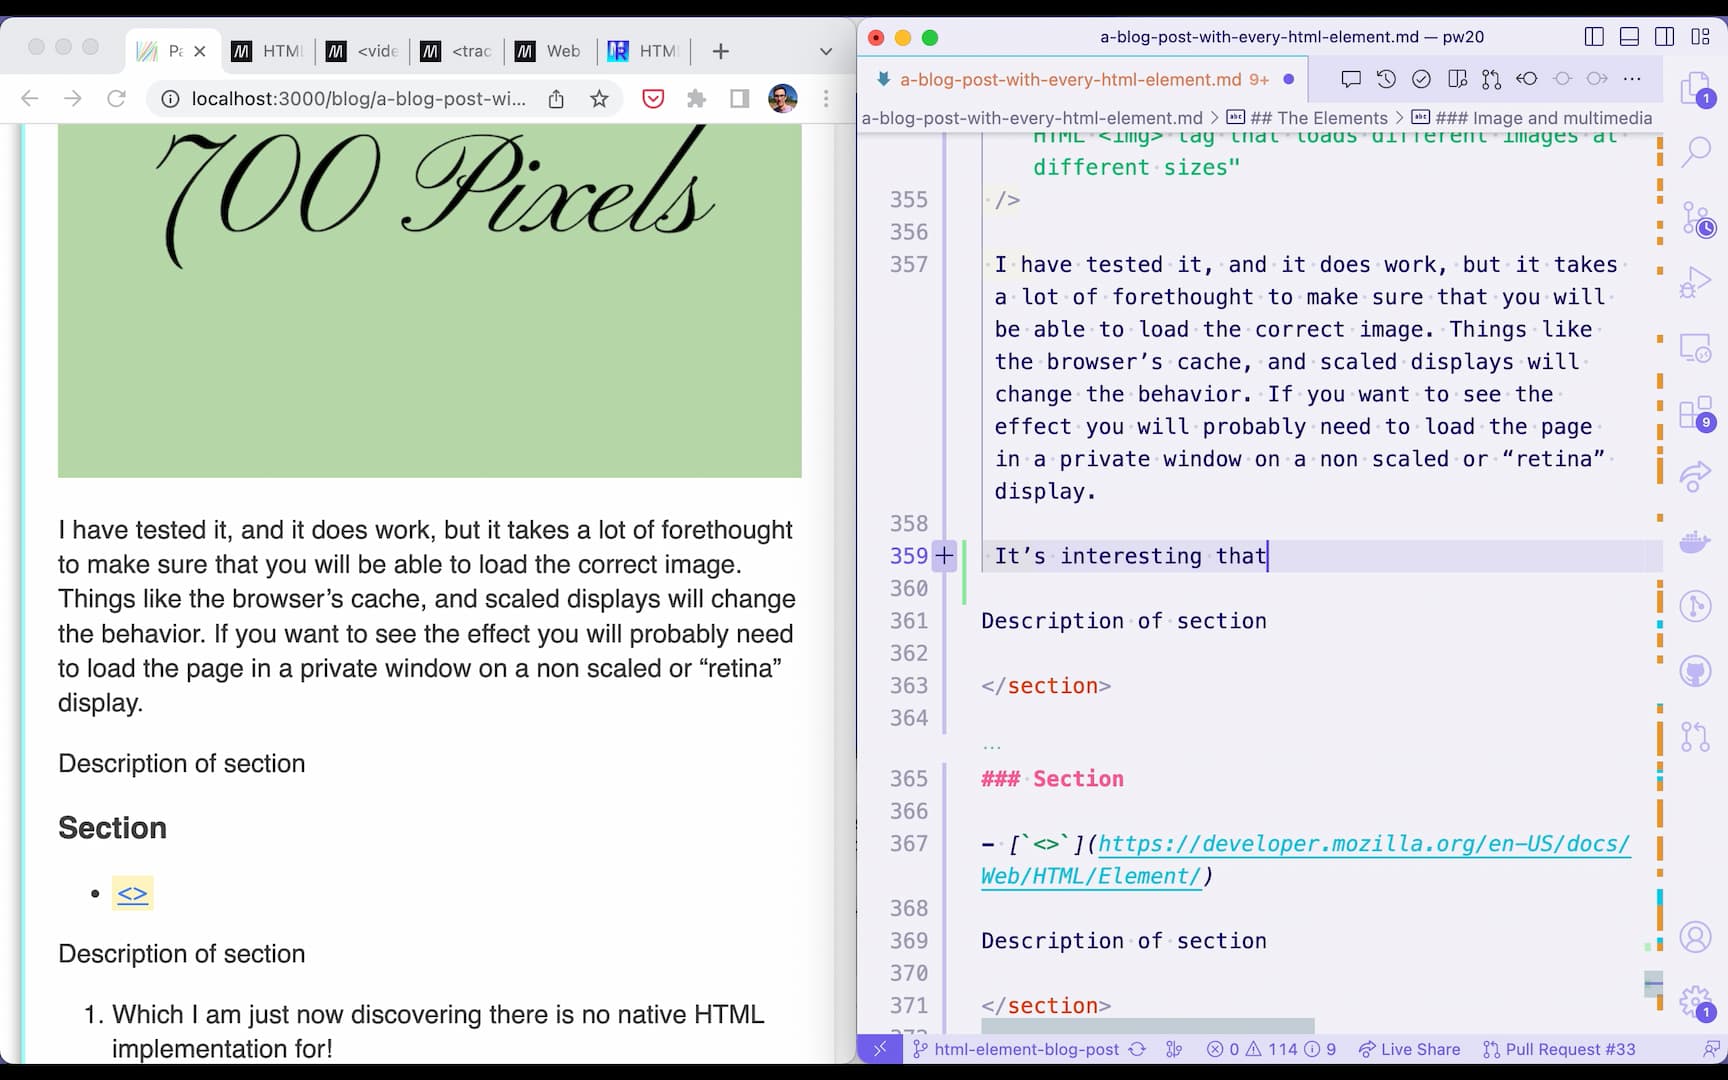 Pa
HTML
<vide
<trac
Web
HTML
localhost:3000/blog/a-blog-post-wi...
700 Pixels
I have tested it, and it does work, but it takes a lot of forethought
to make sure that you will be able to load the correct image.
Things like the browser’s cache, and scaled displays will change
the behavior. If you want to see the effect you will probably need
to load the page in a private window on a non scaled or “retina”
display.
Description of section
Section
• <>
Description of section
1. Which I am just now discovering there is no native HTML
implementation for!
a-blog-post-with-every-html-element.md — pw20
a-blog-post-with-every-html-element.md 9+
a-blog-post-with-every-html-element.md > ## The Elements > ### Image and multimedia
HTML <img> tag that loads different images at
different sizes"
355 />
356
357 I have tested it, and it does work, but it takes
a lot of forethought to make sure that you will
be able to load the correct image. Things like
the browser’s cache, and scaled displays will
change the behavior. If you want to see the
effect you will probably need to load the page
in a private window on a non scaled or “retina”
display.
358
359 It’s interesting that
360
361 Description of section
362
363 </section>
364
...
365 ### Section
366
367 - [`<>`](https://developer.mozilla.org/en-US/docs/
Web/HTML/Element/)
368
369 Description of section
370
371 </section>
1
9
1
html-element-blog-post 0 114 9 Live Share Pull Request #33